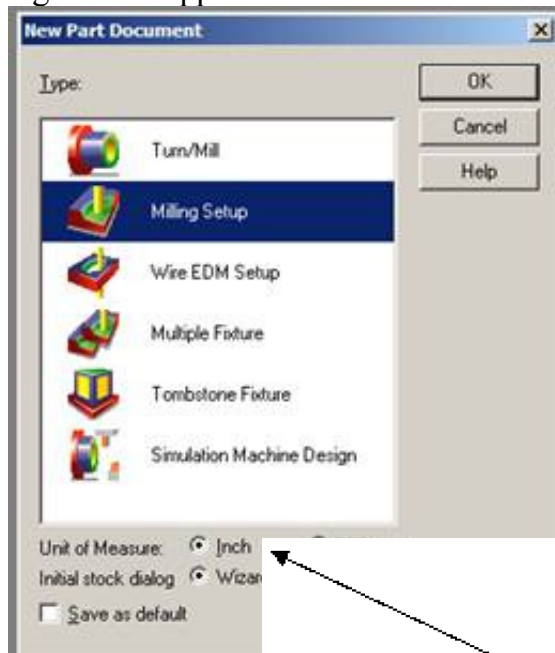 New Part Document
Type:
OK
Cancel
Help
Turn/Mill
Milling Setup
Wire EDM Setup
Multiple Fixture
Tombstone Fixture
Simulation Machine Design
Unit of Measure: Inch
Initial stock dialog
Save as default